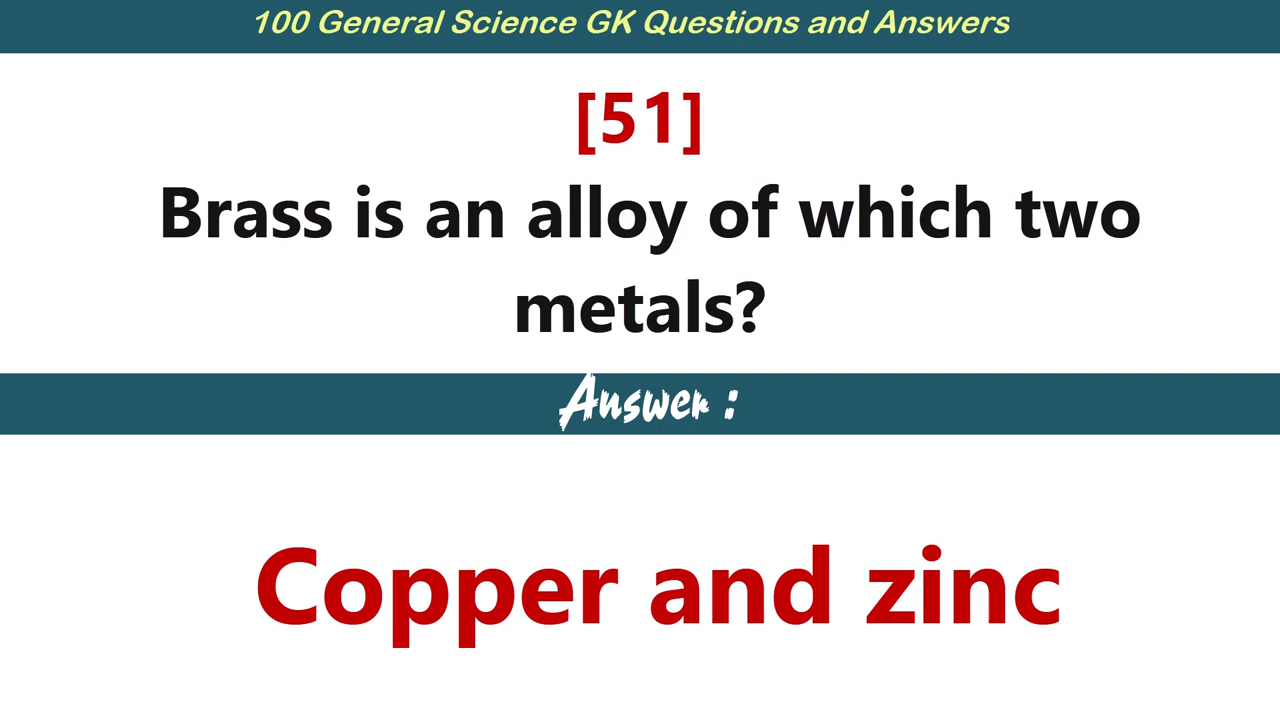 100 General Science GK Questions and Answers
[51]
Brass is an alloy of which two
metals?
Answer :
Copper and zinc